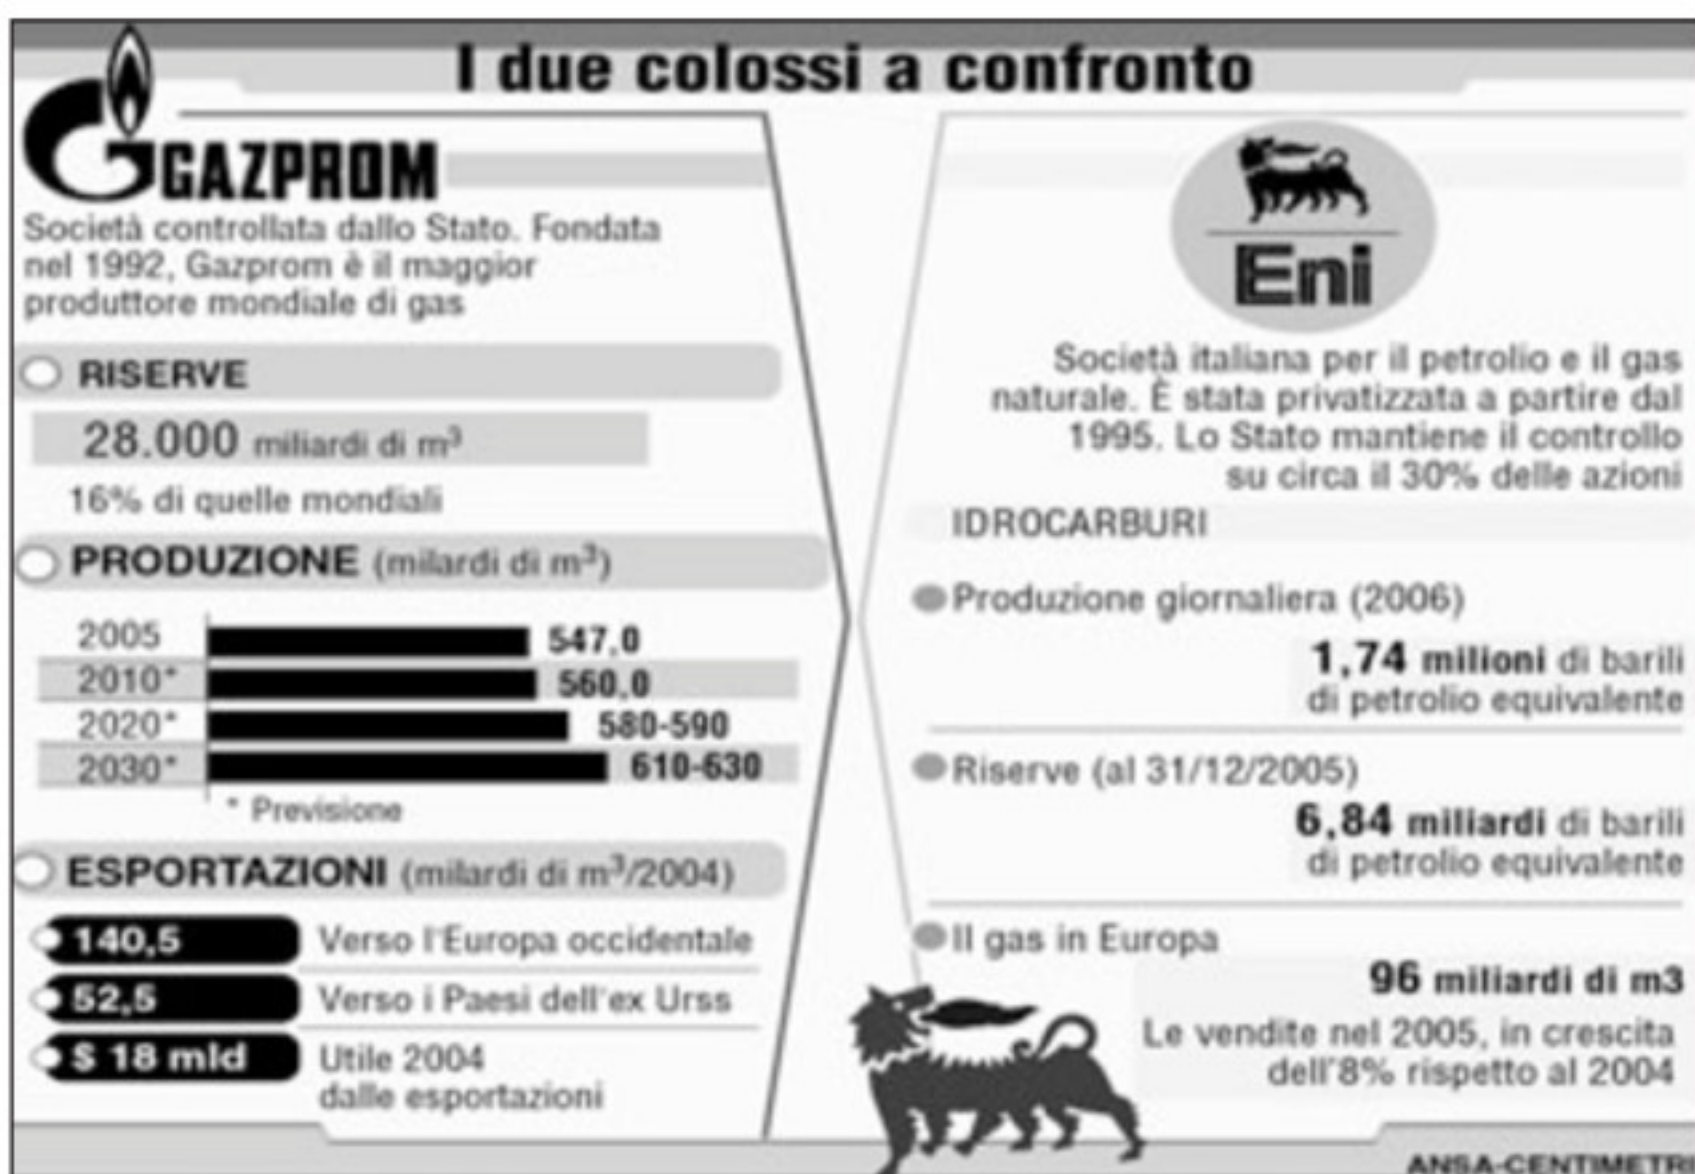 I due colossi a confronto
GAZPROM
Società controllata dallo Stato. Fondata
nel 1992, Gazprom è il maggior
produttore mondiale di gas
RISERVE
28.000 miliardi di m³
16% di quelle mondiali
PRODUZIONE (milardi di m³)
2005 547,0
2010* 560,0
2020* 580-590
2030* 610-630
* Previsione
ESPORTAZIONI (milardi di m³/2004)
140,5 Verso l'Europa occidentale
52,5 Verso i Paesi dell'ex Urss
$ 18 mld Utile 2004
dalle esportazioni
Eni
Società italiana per il petrolio e il gas
naturale. È stata privatizzata a partire dal
1995. Lo Stato mantiene il controllo
su circa il 30% delle azioni
IDROCARBURI
Produzione giornaliera (2006)
1,74 milioni di barili
di petrolio equivalente
Riserve (al 31/12/2005)
6,84 miliardi di barili
di petrolio equivalente
Il gas in Europa
96 miliardi di m3
Le vendite nel 2005, in crescita
dell'8% rispetto al 2004
ANSA-CENTIMETRI